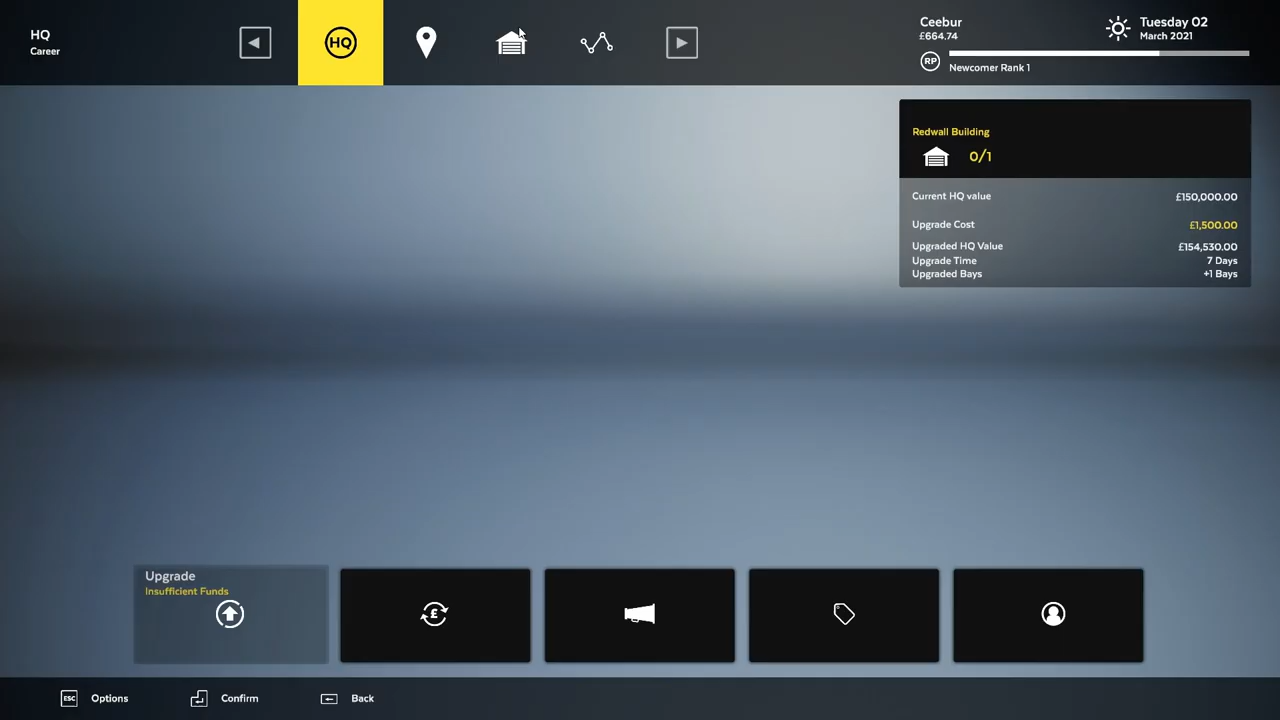 HQ
Career
HQ
Ceebur
£664.74
Tuesday 02
March 2021
RP
Newcomer Rank 1
Redwall Building
0/1
Current HQ value £150,000.00
Upgrade Cost £1,500.00
Upgraded HQ Value £154,530.00
Upgrade Time 7 Days
Upgraded Bays +1 Bays
Upgrade
Insufficient Funds
£
ESC Options Confirm Back